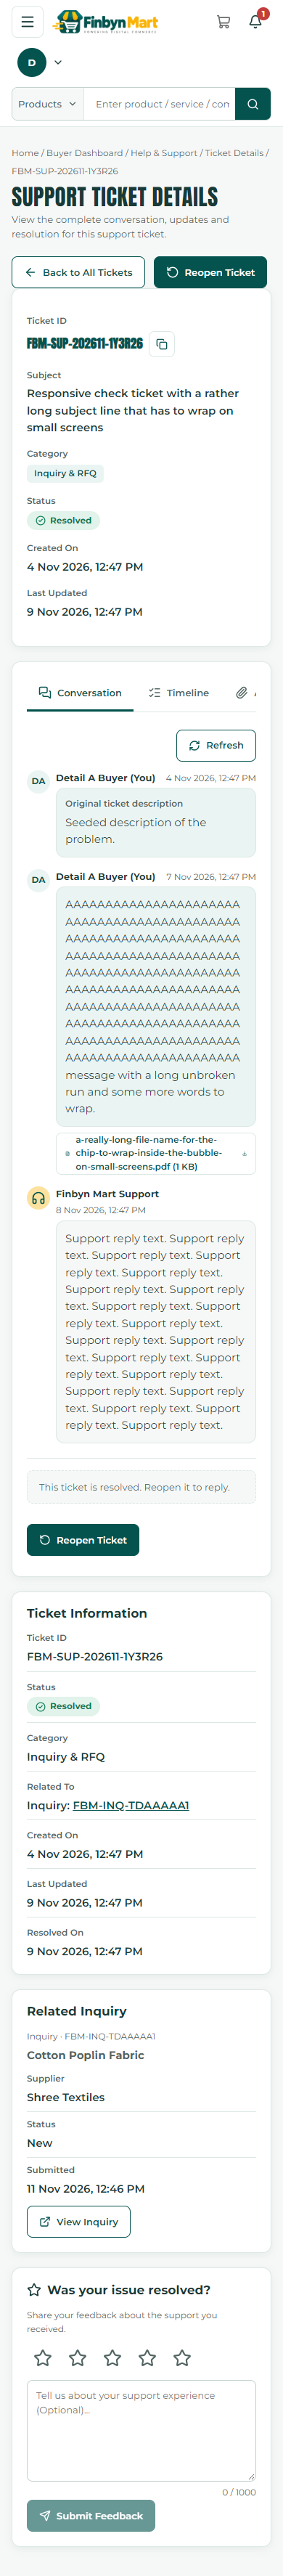 FinbynMart
TOWNSHIP DIGITAL COMMERCE
1
D
Products
Enter product / service / com
Home / Buyer Dashboard / Help & Support / Ticket Details /
FBM-SUP-202611-1Y3R26
SUPPORT TICKET DETAILS
View the complete conversation, updates and
resolution for this support ticket.
Back to All Tickets
Reopen Ticket
Ticket ID
FBM-SUP-202611-1Y3R26
Subject
Responsive check ticket with a rather
long subject line that has to wrap on
small screens
Category
Inquiry & RFQ
Status
Resolved
Created On
4 Nov 2026, 12:47 PM
Last Updated
9 Nov 2026, 12:47 PM
Conversation
Timeline
Refresh
DA
Detail A Buyer (You)
4 Nov 2026, 12:47 PM
Original ticket description
Seeded description of the
problem.
DA
Detail A Buyer (You)
7 Nov 2026, 12:47 PM
AAAAAAAAAAAAAAAAAAAAAA
AAAAAAAAAAAAAAAAAAAAAA
AAAAAAAAAAAAAAAAAAAAAA
AAAAAAAAAAAAAAAAAAAAAA
AAAAAAAAAAAAAAAAAAAAAA
AAAAAAAAAAAAAAAAAAAAAA
AAAAAAAAAAAAAAAAAAAAAA
AAAAAAAAAAAAAAAAAAAAAA
AAAAAAAAAAAAAAAAAAAAAA
AAAAAAAAAAAAAAAAAAAAAA
message with a long unbroken
run and some more words to
wrap.
a-really-long-file-name-for-the-
chip-to-wrap-inside-the-bubble-
on-small-screens.pdf (1 KB)
Finbyn Mart Support
8 Nov 2026, 12:47 PM
Support reply text. Support reply
text. Support reply text. Support
reply text. Support reply text.
Support reply text. Support reply
text. Support reply text. Support
reply text. Support reply text.
Support reply text. Support reply
text. Support reply text. Support
reply text. Support reply text.
Support reply text. Support reply
text. Support reply text. Support
reply text. Support reply text.
This ticket is resolved. Reopen it to reply.
Reopen Ticket
Ticket Information
Ticket ID
FBM-SUP-202611-1Y3R26
Status
Resolved
Category
Inquiry & RFQ
Related To
Inquiry: FBM-INQ-TDAAAAA1
Created On
4 Nov 2026, 12:47 PM
Last Updated
9 Nov 2026, 12:47 PM
Resolved On
9 Nov 2026, 12:47 PM
Related Inquiry
Inquiry · FBM-INQ-TDAAAAA1
Cotton Poplin Fabric
Supplier
Shree Textiles
Status
New
Submitted
11 Nov 2026, 12:46 PM
View Inquiry
Was your issue resolved?
Share your feedback about the support you
received.
Tell us about your support experience
(Optional)...
0 / 1000
Submit Feedback